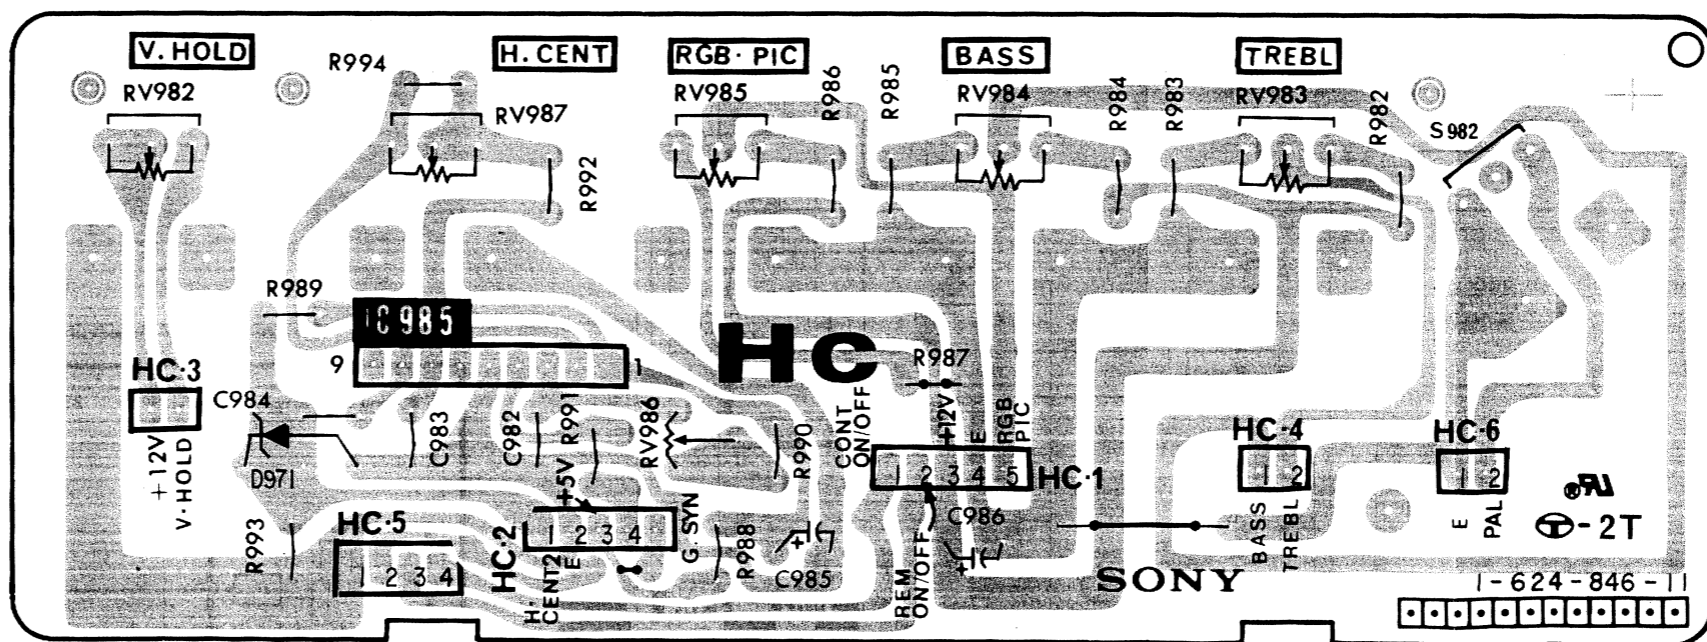 V. HOLD
H. CENT
RGB· PIC
BASS
TREBL
R994
RV982
RV987
RV985
R986
R985
RV984
R984
R983
RV983
R982
S982
R992
R989
IC985
9
1
HC
R987
HC·3
C984
+12V
V·HOLD
D971
C983
C982
R991
+5V
RV986
R990
CONT
ON/OFF
+12V
E
RGB
PIC
1 2 3 4 5
HC·1
HC·4
1 2
BASS
TREBL
HC·6
1 2
E
PAL
R993
HC·5
1 2 3 4
HC·2
1 2 3 4
H.
CENT2
E
G. SYN
R988
C985
REM
ON/OFF
C986
SONY
T-2T
1-624-846-11